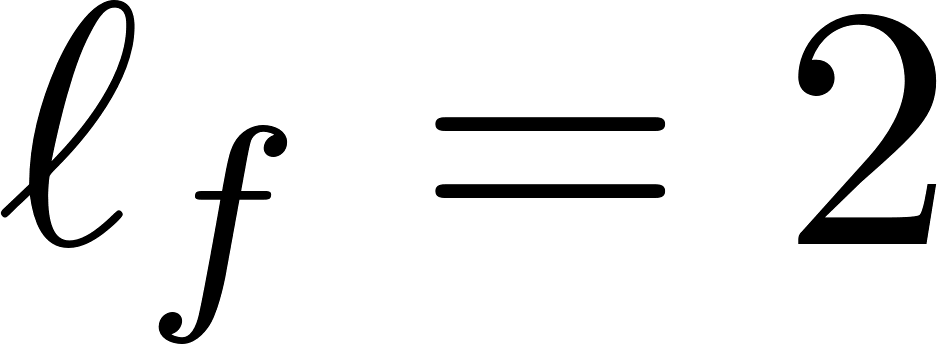 ℓ_f = 2